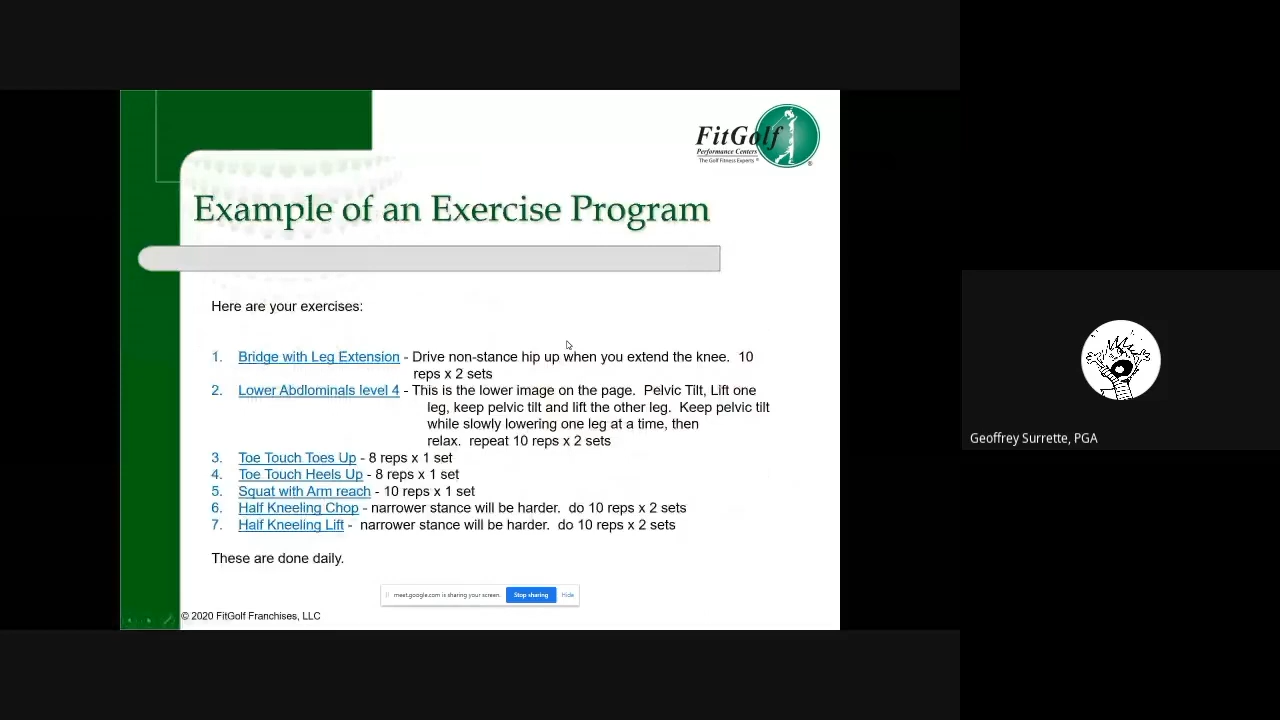 FitGolf
Performance Centers
The Golf Fitness Experts ®
®
Example of an Exercise Program
Here are your exercises:
1. Bridge with Leg Extension - Drive non-stance hip up when you extend the knee. 10
reps x 2 sets
2. Lower Abdlominals level 4 - This is the lower image on the page. Pelvic Tilt, Lift one
leg, keep pelvic tilt and lift the other leg. Keep pelvic tilt
while slowly lowering one leg at a time, then
relax. repeat 10 reps x 2 sets
3. Toe Touch Toes Up - 8 reps x 1 set
4. Toe Touch Heels Up - 8 reps x 1 set
5. Squat with Arm reach - 10 reps x 1 set
6. Half Kneeling Chop - narrower stance will be harder. do 10 reps x 2 sets
7. Half Kneeling Lift - narrower stance will be harder. do 10 reps x 2 sets
These are done daily.
meet.google.com is sharing your screen. Stop sharing Hide
© 2020 FitGolf Franchises, LLC
Geoffrey Surrette, PGA